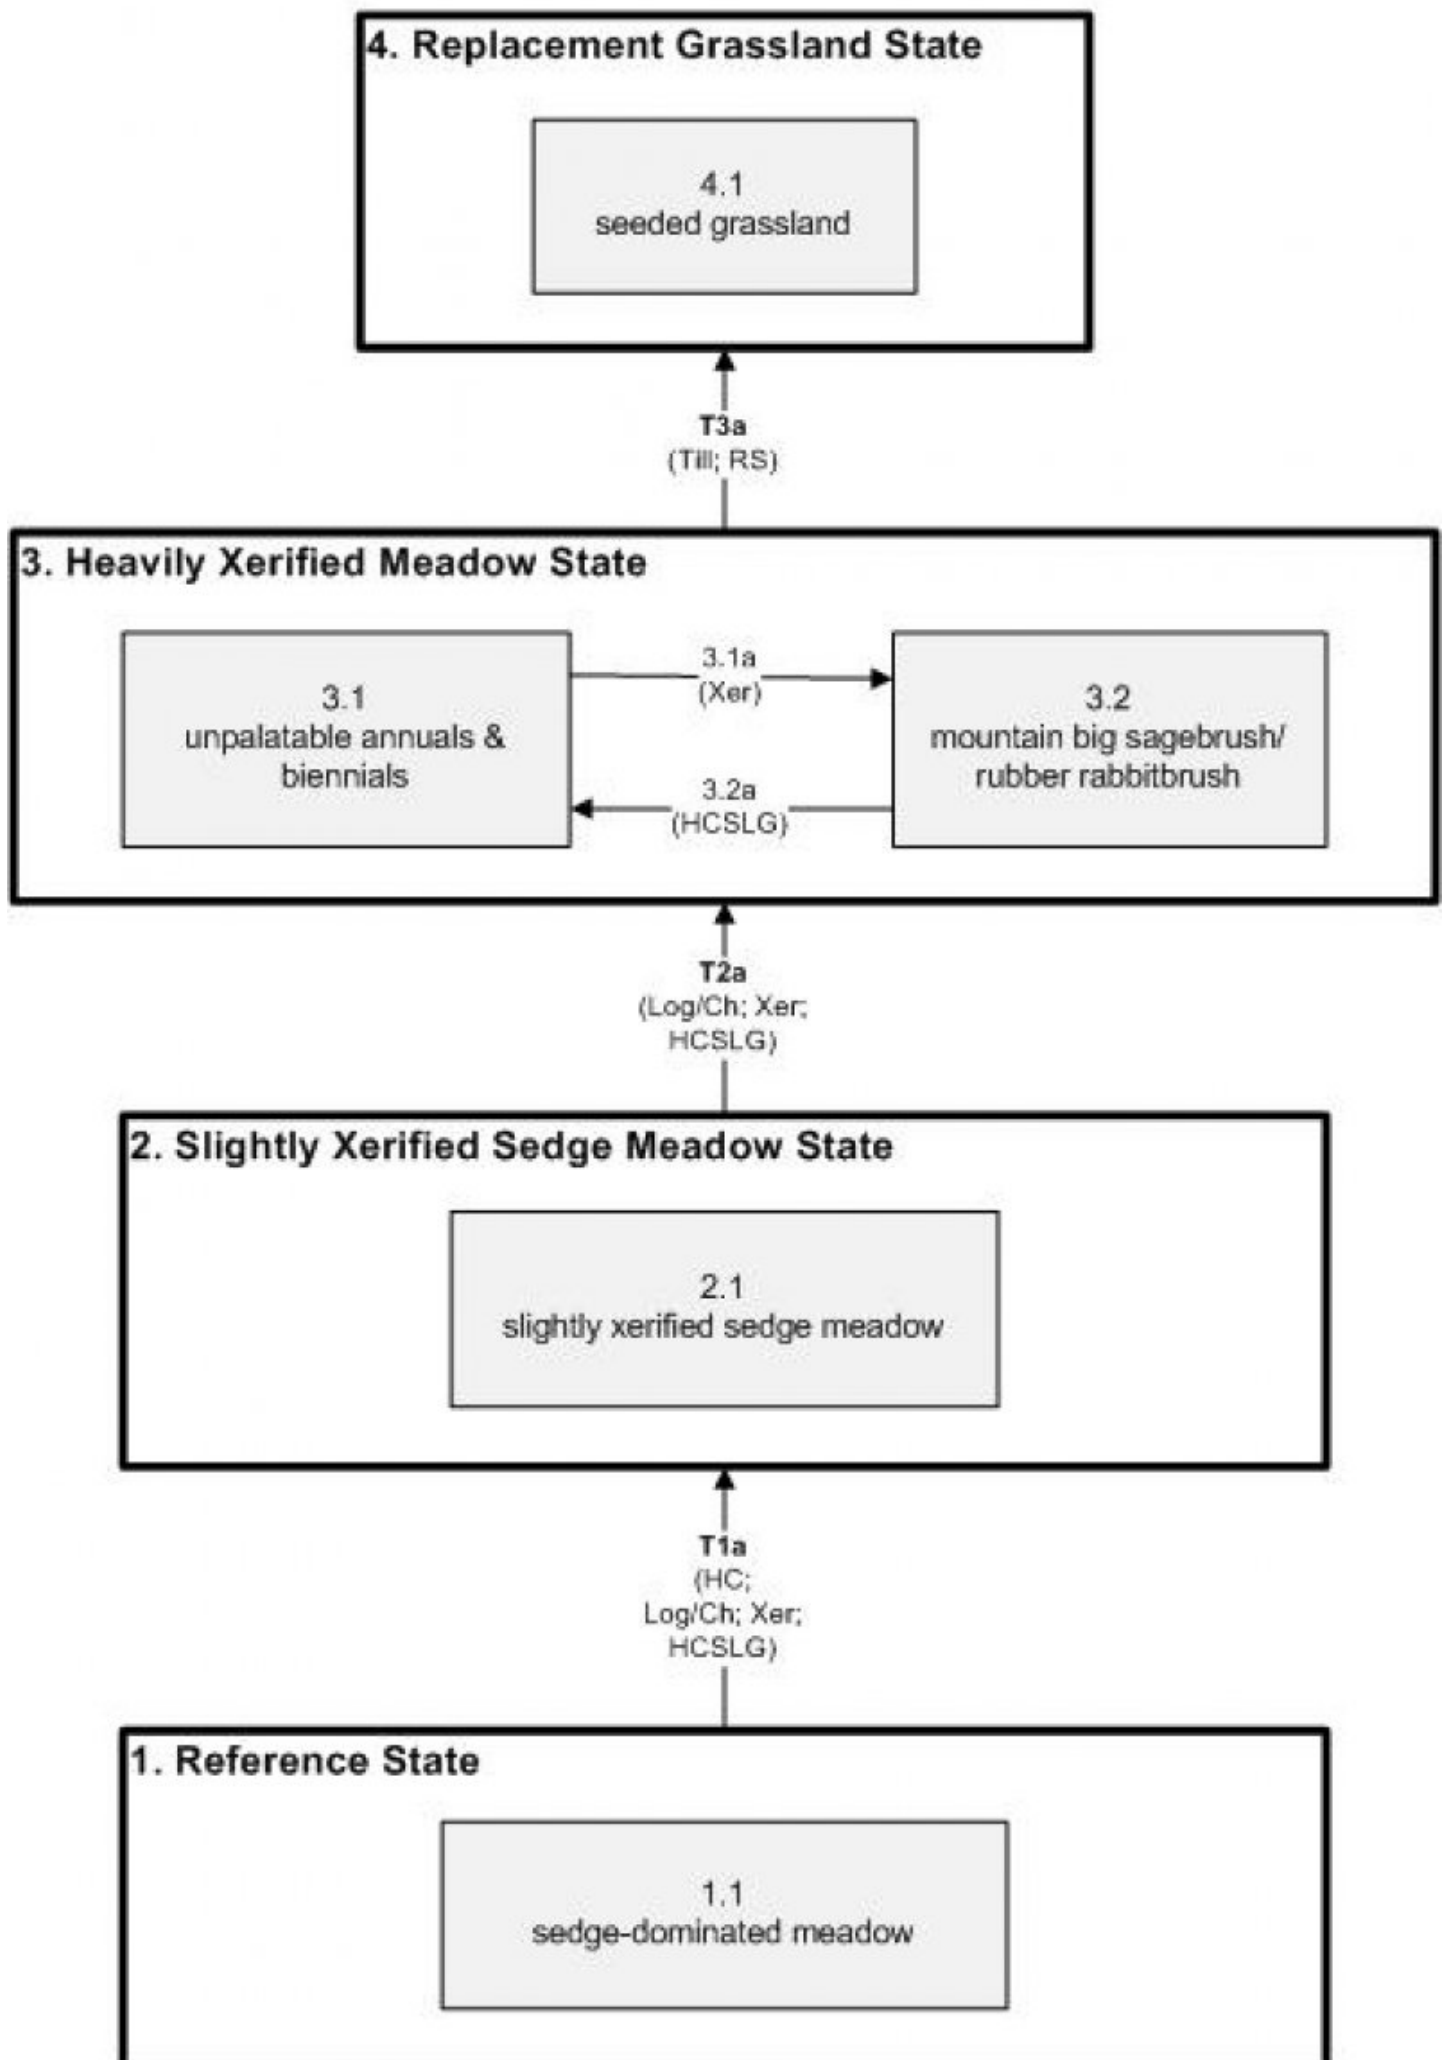 4. Replacement Grassland State
4.1
seeded grassland
T3a
(Till; RS)
3. Heavily Xerified Meadow State
3.1
unpalatable annuals &
biennials
3.1a
(Xer)
3.2a
(HCSLG)
3.2
mountain big sagebrush/
rubber rabbitbrush
T2a
(Log/Ch; Xer;
HCSLG)
2. Slightly Xerified Sedge Meadow State
2.1
slightly xerified sedge meadow
T1a
(HC;
Log/Ch; Xer;
HCSLG)
1. Reference State
1.1
sedge-dominated meadow